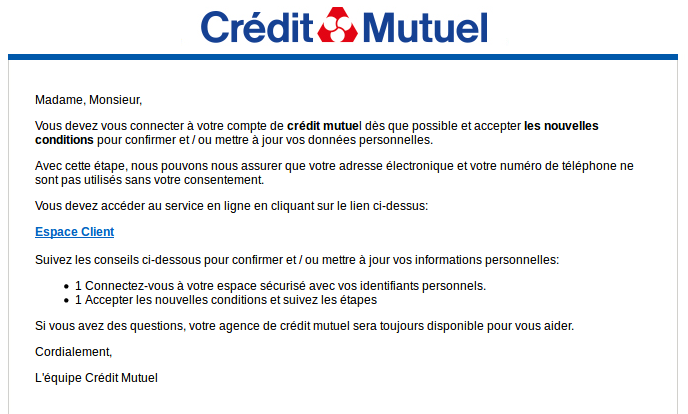 Crédit Mutuel
Madame, Monsieur,
Vous devez vous connecter à votre compte de crédit mutuel dès que possible et accepter les nouvelles
conditions pour confirmer et / ou mettre à jour vos données personnelles.
Avec cette étape, nous pouvons nous assurer que votre adresse électronique et votre numéro de téléphone ne
sont pas utilisés sans votre consentement.
Vous devez accéder au service en ligne en cliquant sur le lien ci-dessus:
Espace Client
Suivez les conseils ci-dessous pour confirmer et / ou mettre à jour vos informations personnelles:
• 1 Connectez-vous à votre espace sécurisé avec vos identifiants personnels.
• 1 Accepter les nouvelles conditions et suivez les étapes
Si vous avez des questions, votre agence de crédit mutuel sera toujours disponible pour vous aider.
Cordialement,
L'équipe Crédit Mutuel